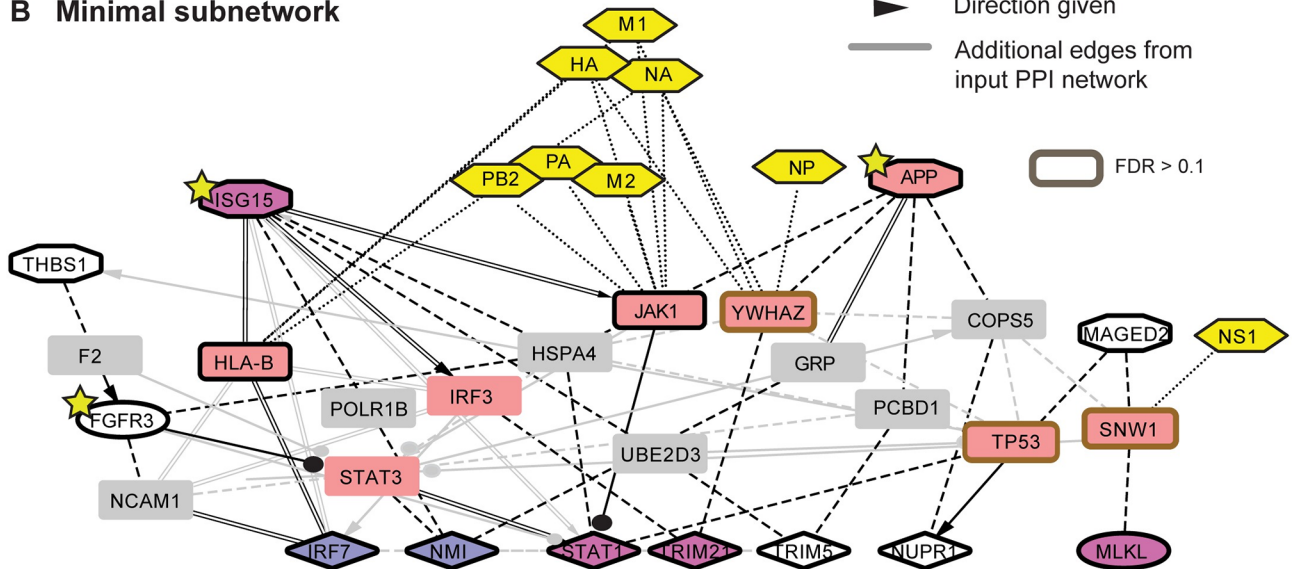 B Minimal subnetwork
Direction given
Additional edges from
input PPI network
FDR > 0.1
M1
HA
NA
PA
PB2
M2
NP
APP
ISG15
THBS1
JAK1
YWHAZ
COPS5
MAGED2
NS1
F2
HLA-B
HSPA4
GRP
FGFR3
POLR1B
IRF3
PCBD1
TP53
SNW1
STAT3
UBE2D3
NCAM1
IRF7
NMI
STAT1
TRIM21
TRIM5
NUPR1
MLKL